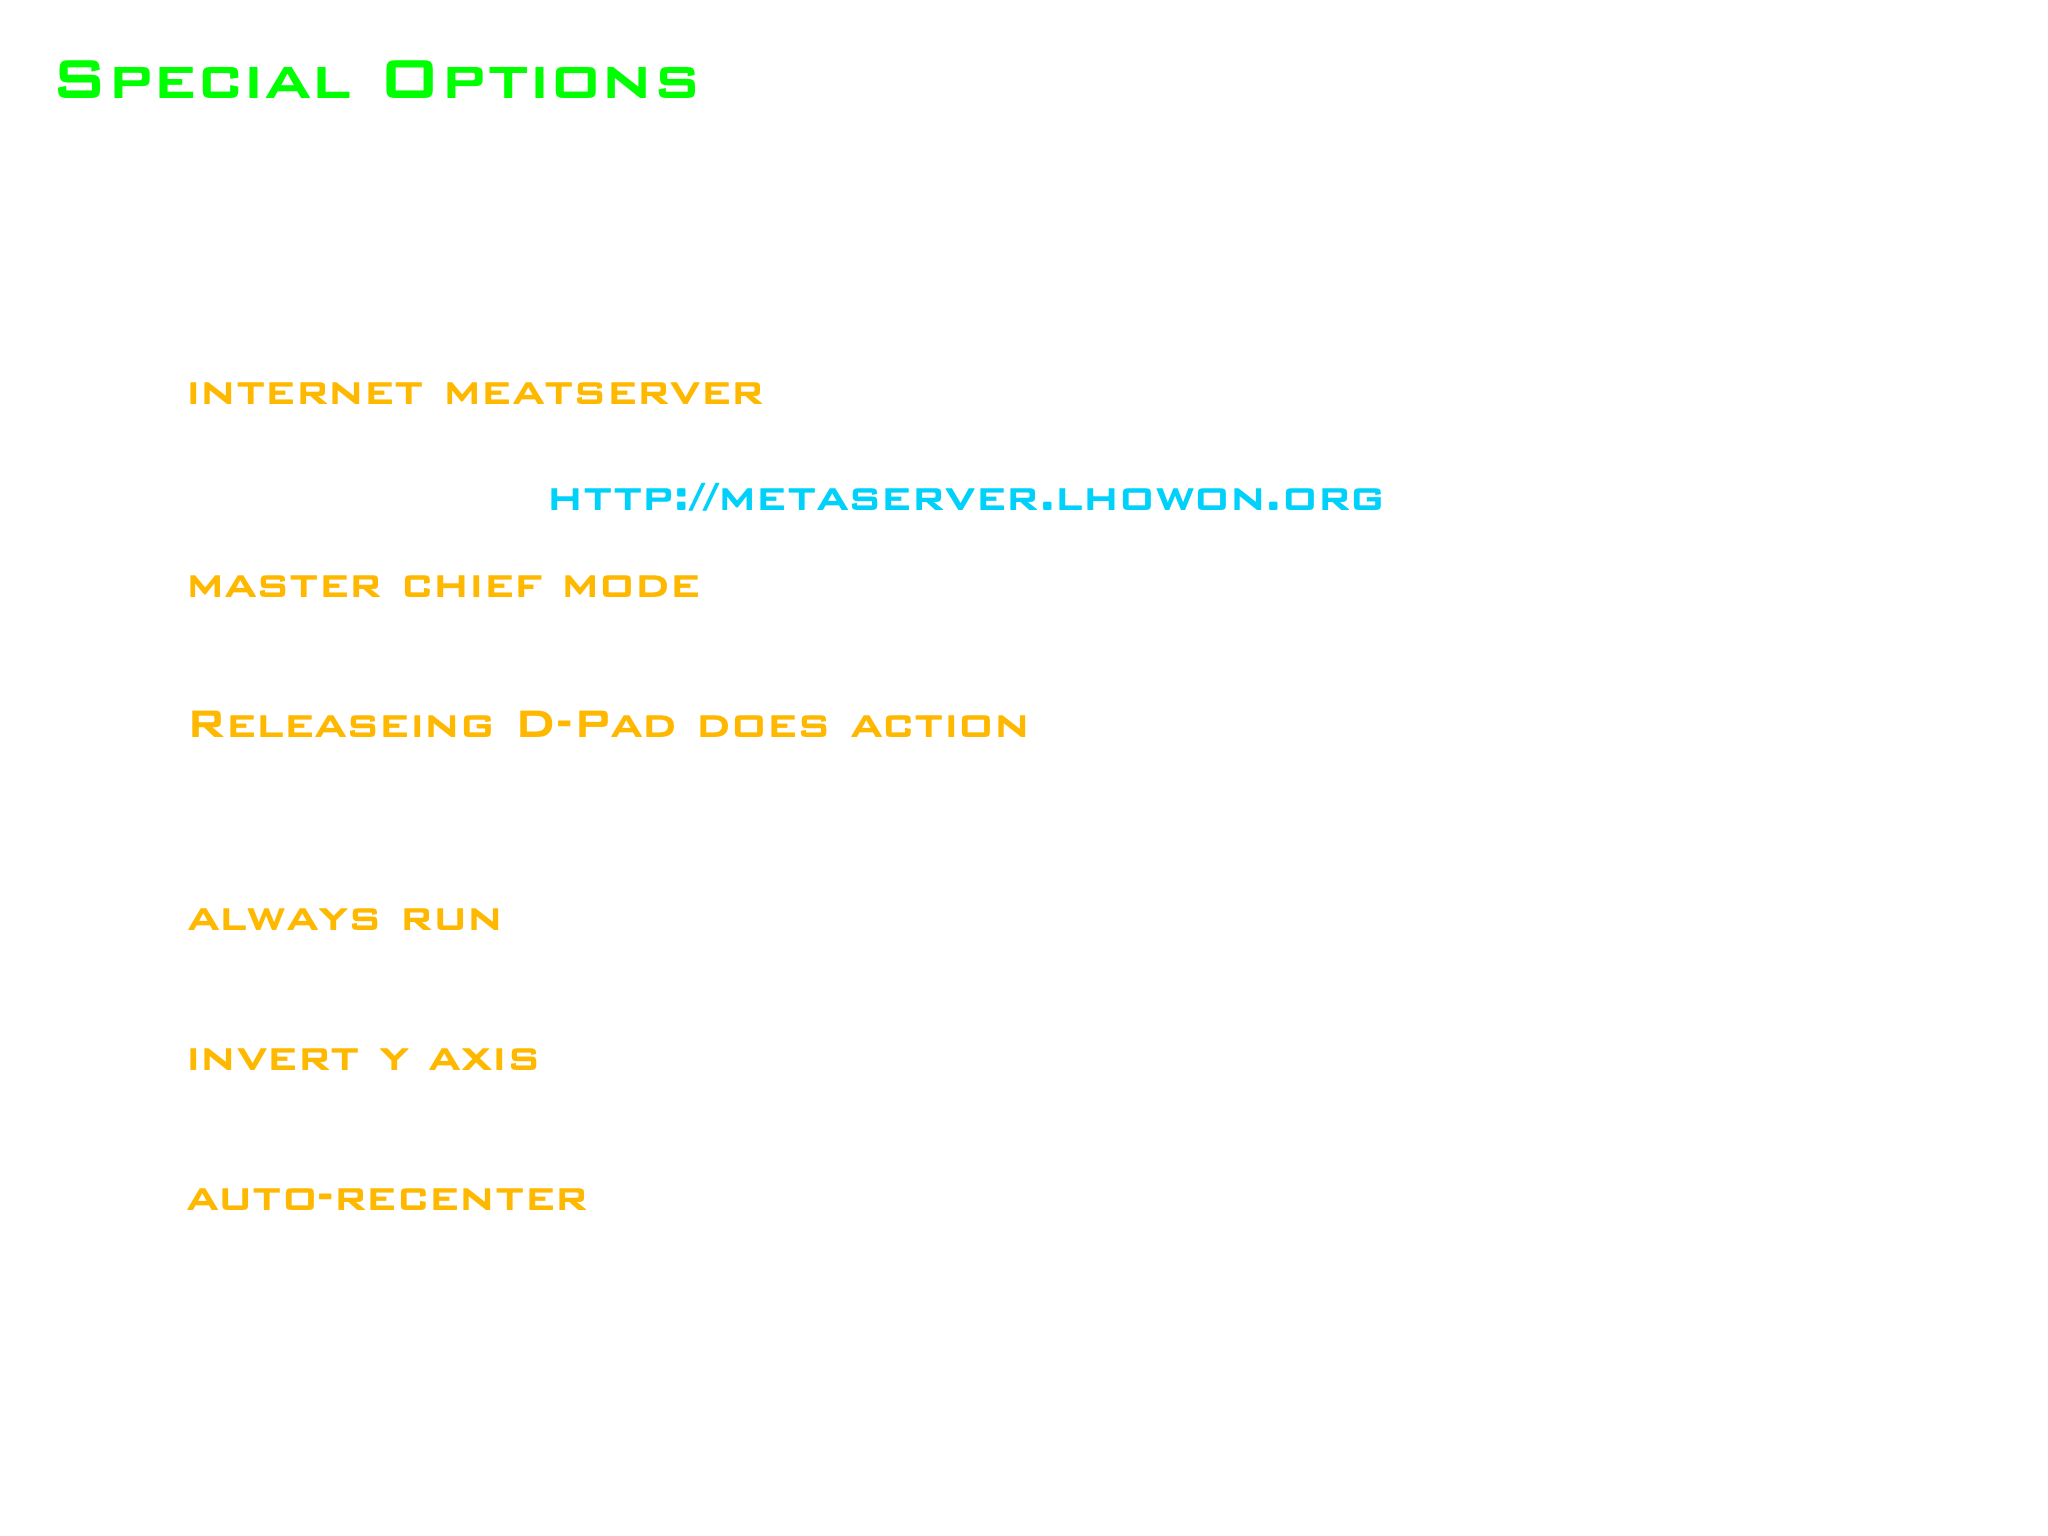 Special Options
internet meatserver
http://metaserver.lhowon.org
master chief mode
Releaseing D-Pad does action
always run
invert y axis
auto-recenter